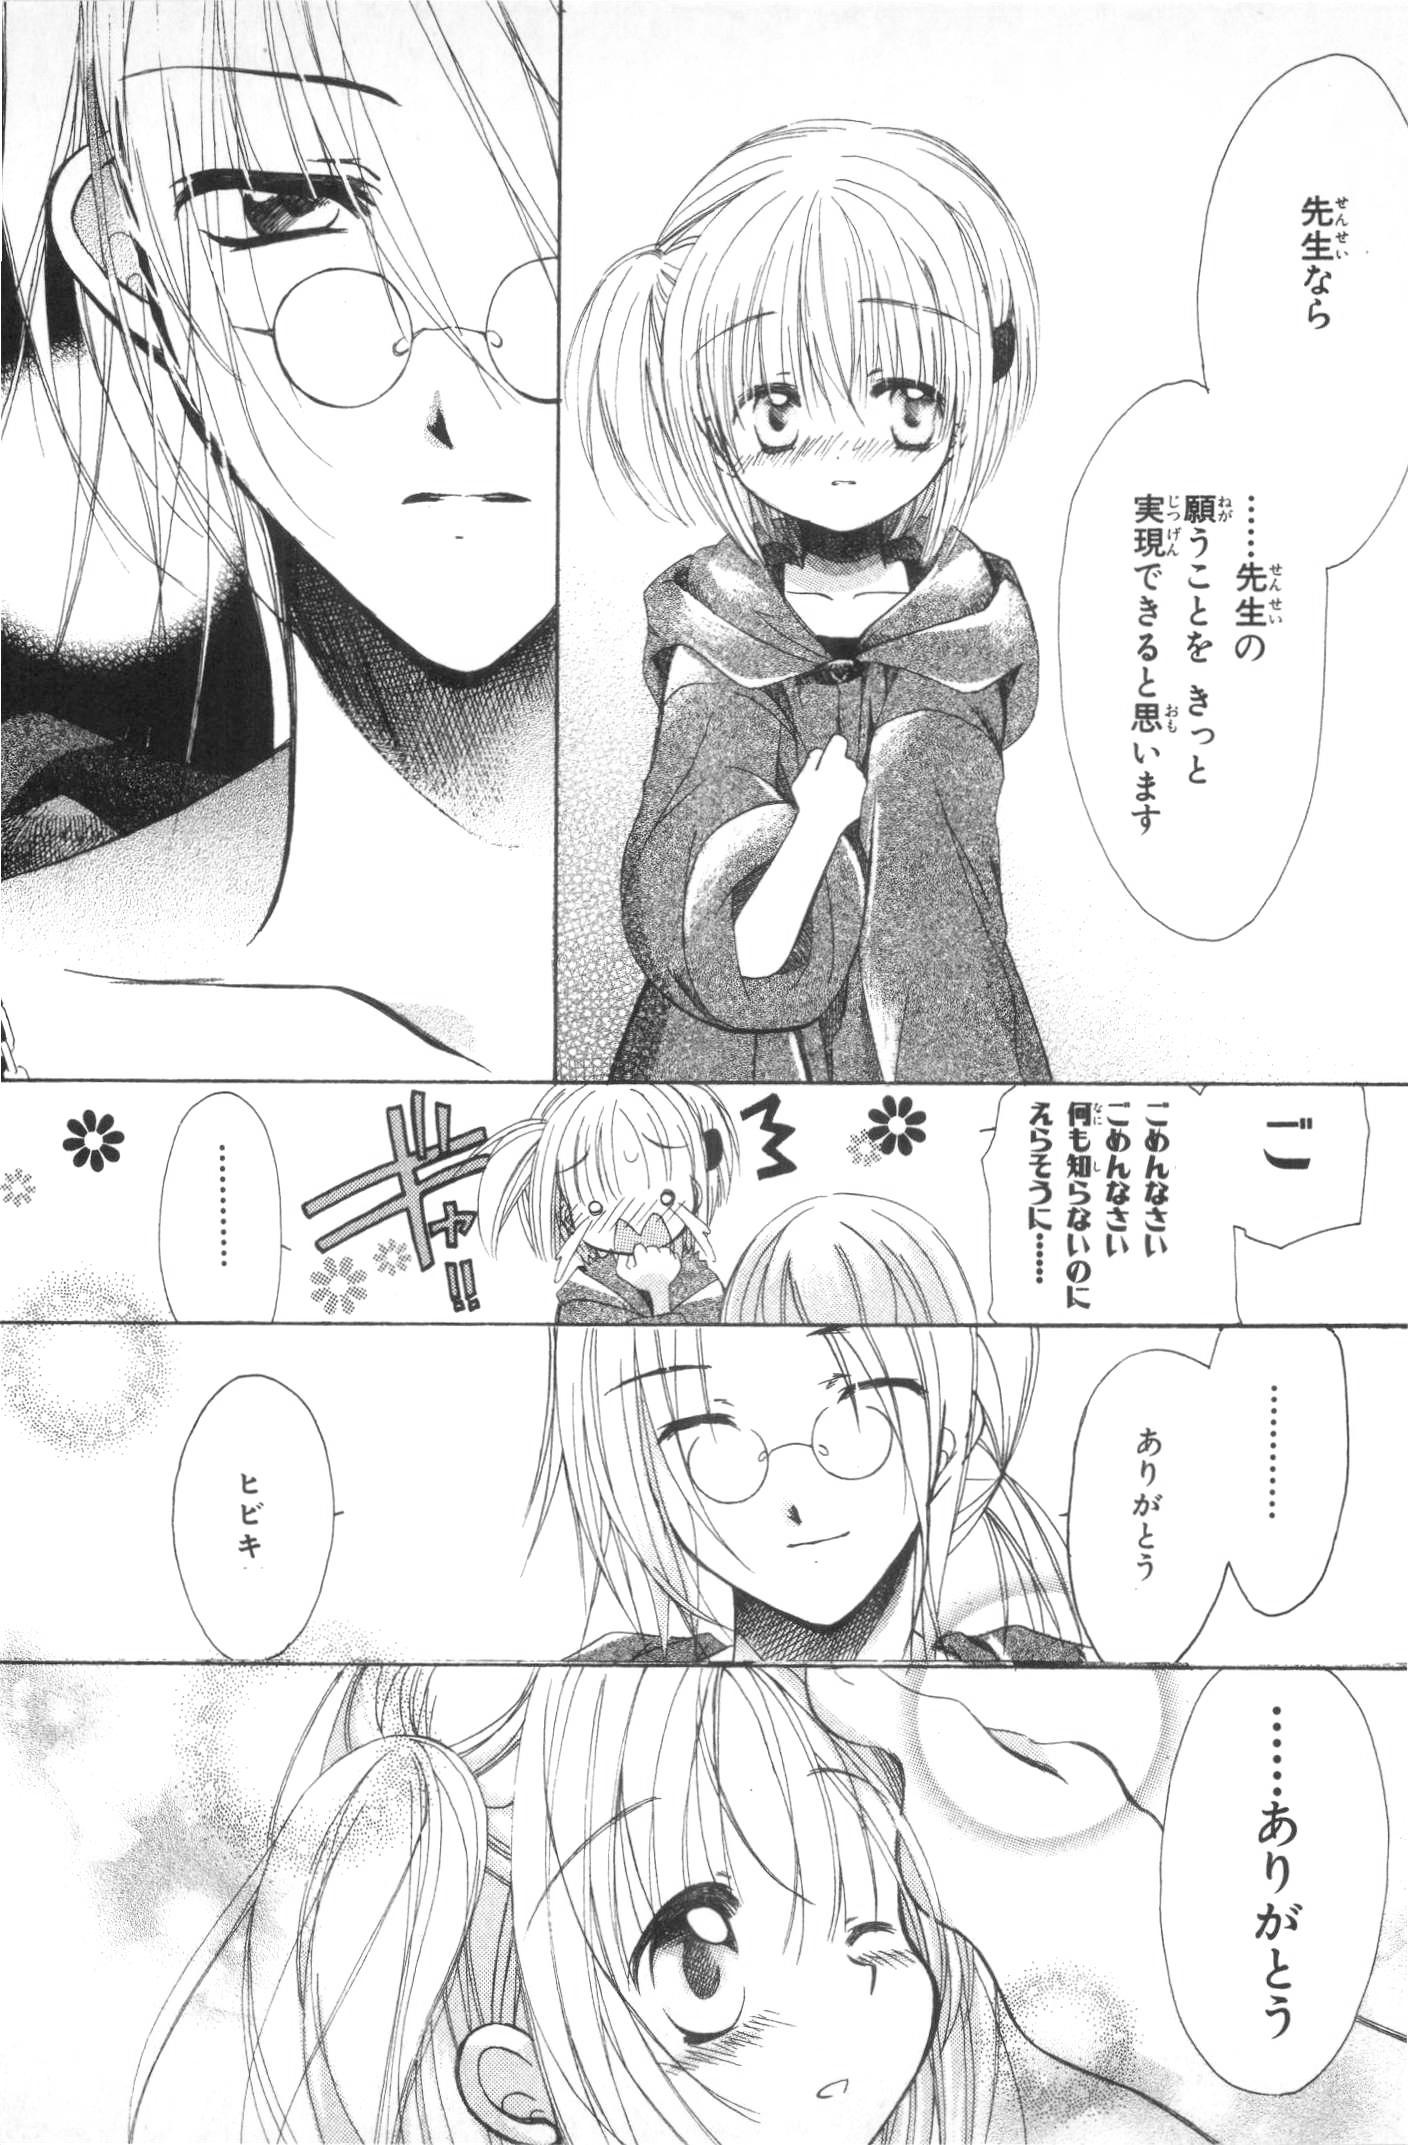 先生なら
……先生の
願うことを きっと
実現できると思います
ご
ごめんなさい
ごめんなさい
何も知らないのに
えらそうに……
ギャ!!
…………
…………
ありがとう
ヒビキ
……ありがとう